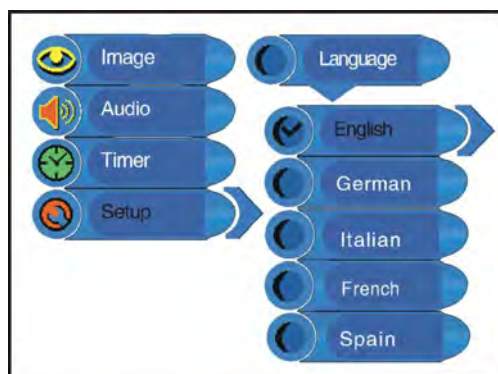 Image
Audio
Timer
Setup
Language
English
German
Italian
French
Spain